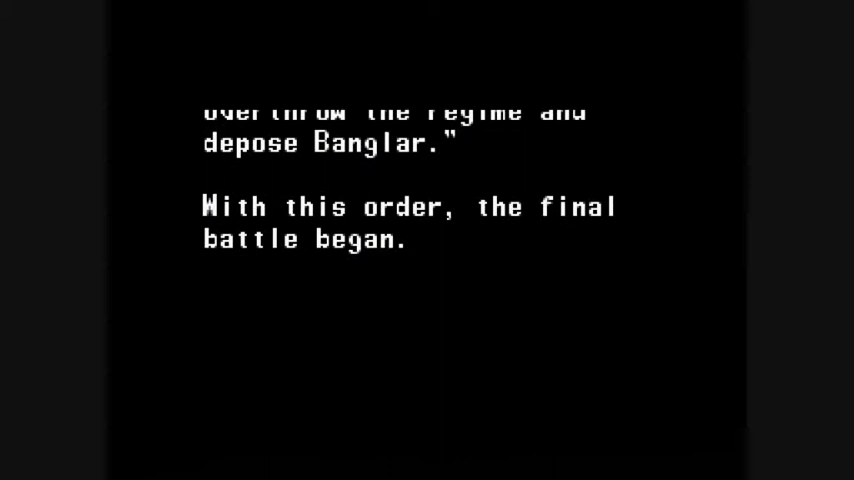 overthrow the regime and
depose Banglar."
With this order, the final
battle began.